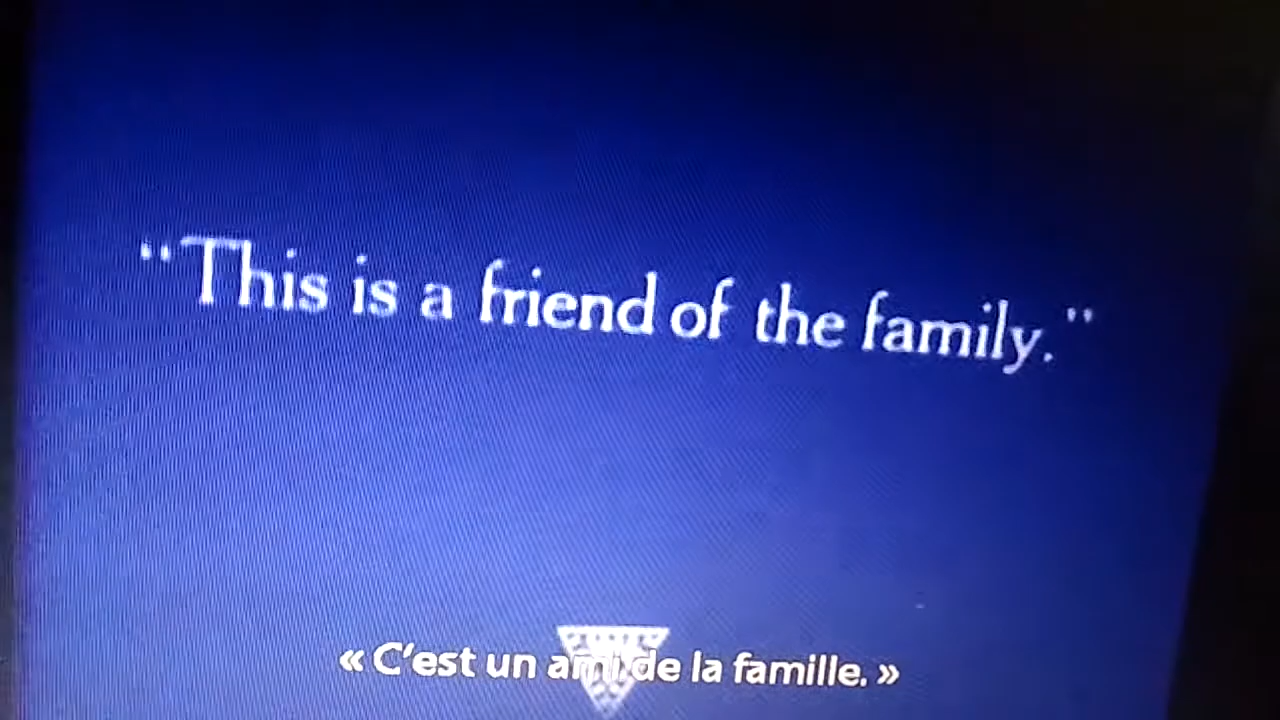 "This is a friend of the family."
« C'est un ami de la famille. »